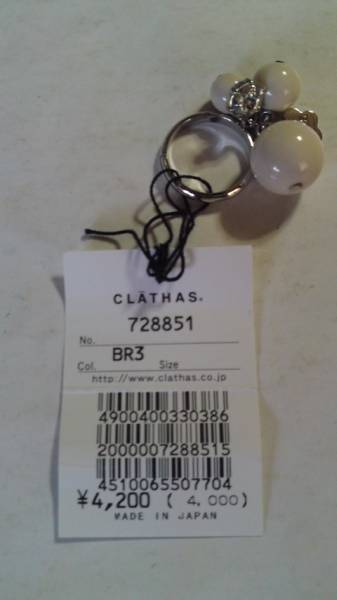 CLĀTHAS.
728851
No.
BR3
Col. Size
http://www.clathas.co.jp
4900400330386
2000007288515
4510065507704
¥4,200 (4,000)
MADE IN JAPAN